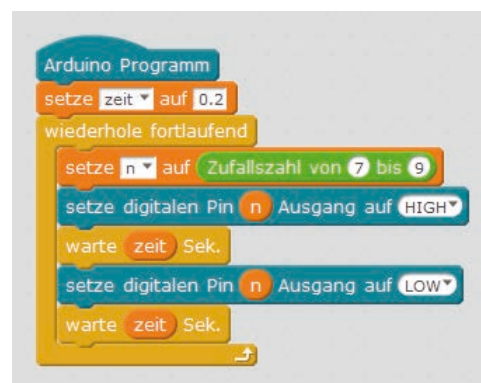 Arduino Programm
setze zeit auf 0.2
wiederhole fortlaufend
setze n auf Zufallszahl von 7 bis 9
setze digitalen Pin n Ausgang auf HIGH
warte zeit Sek.
setze digitalen Pin n Ausgang auf LOW
warte zeit Sek.